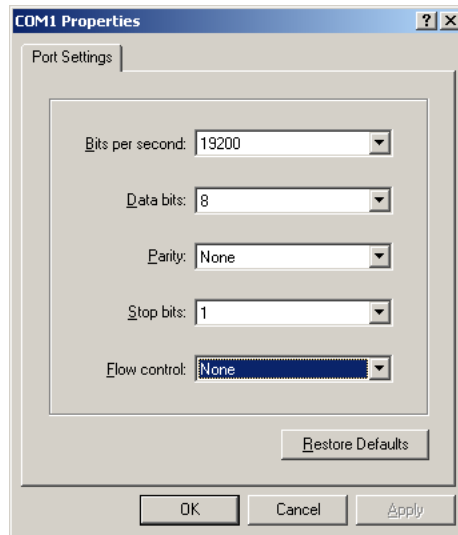 COM1 Properties
Port Settings
Bits per second: 19200
Data bits: 8
Parity: None
Stop bits: 1
Flow control: None
Restore Defaults
OK Cancel Apply